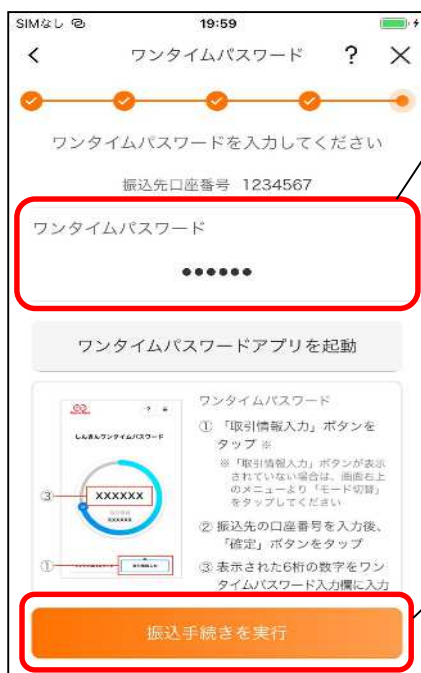 SIMなし
19:59
ワンタイムパスワード ?
ワンタイムパスワードを入力してください
振込先口座番号 1234567
ワンタイムパスワード
●●●●●●
ワンタイムパスワードアプリを起動
ワンタイムパスワード
① 「取引情報入力」ボタンを
タップ ※
※「取引情報入力」ボタンが表示
されていない場合は、画面右上
のメニューより「モード切替」
をタップしてください
② 振込先の口座番号を入力後、
「確定」ボタンをタップ
③ 表示された6桁の数字をワン
タイムパスワード入力欄に入力
?
しんきんワンタイムパスワード
③
XXXXXX
XXXXXX
①
振込手続きを実行